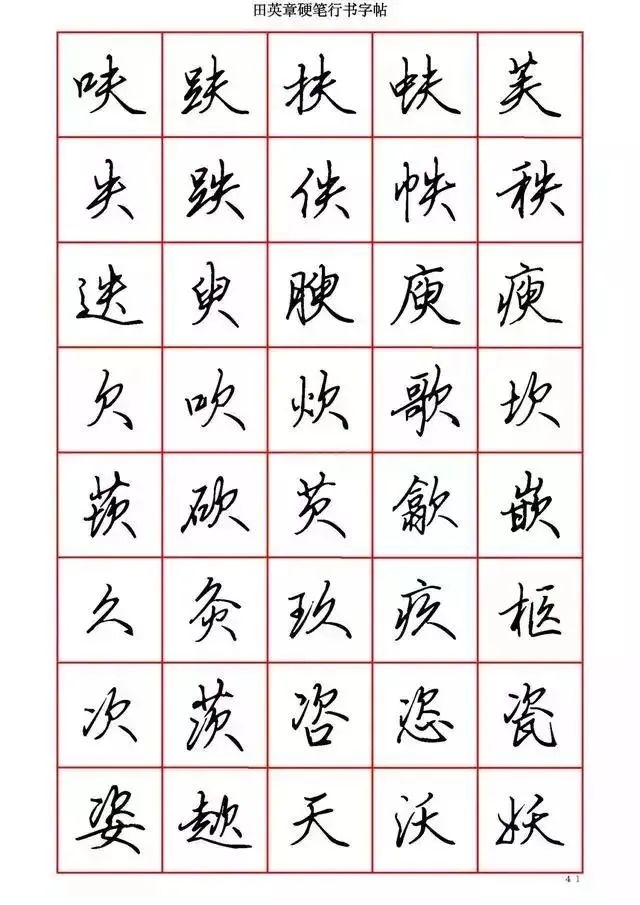 田英章硬笔行书字帖
呋 趺 扶 蚨 芙
失 跌 佚 帙 秩
迭 臾 腴 庾 瘐
欠 吹 炊 歌 坎
莰 砍 芡 歙 嵌
久 灸 玖 疚 柩
次 茨 咨 恣 瓷
姿 趑 天 沃 妖
41